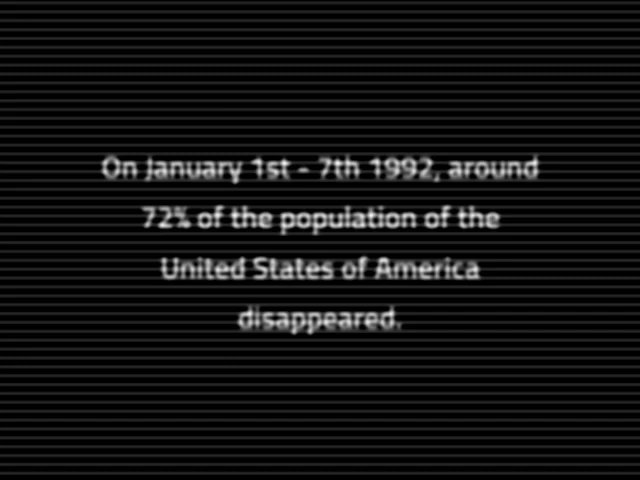 On January 1st - 7th 1992, around
72% of the population of the
United States of America
disappeared.